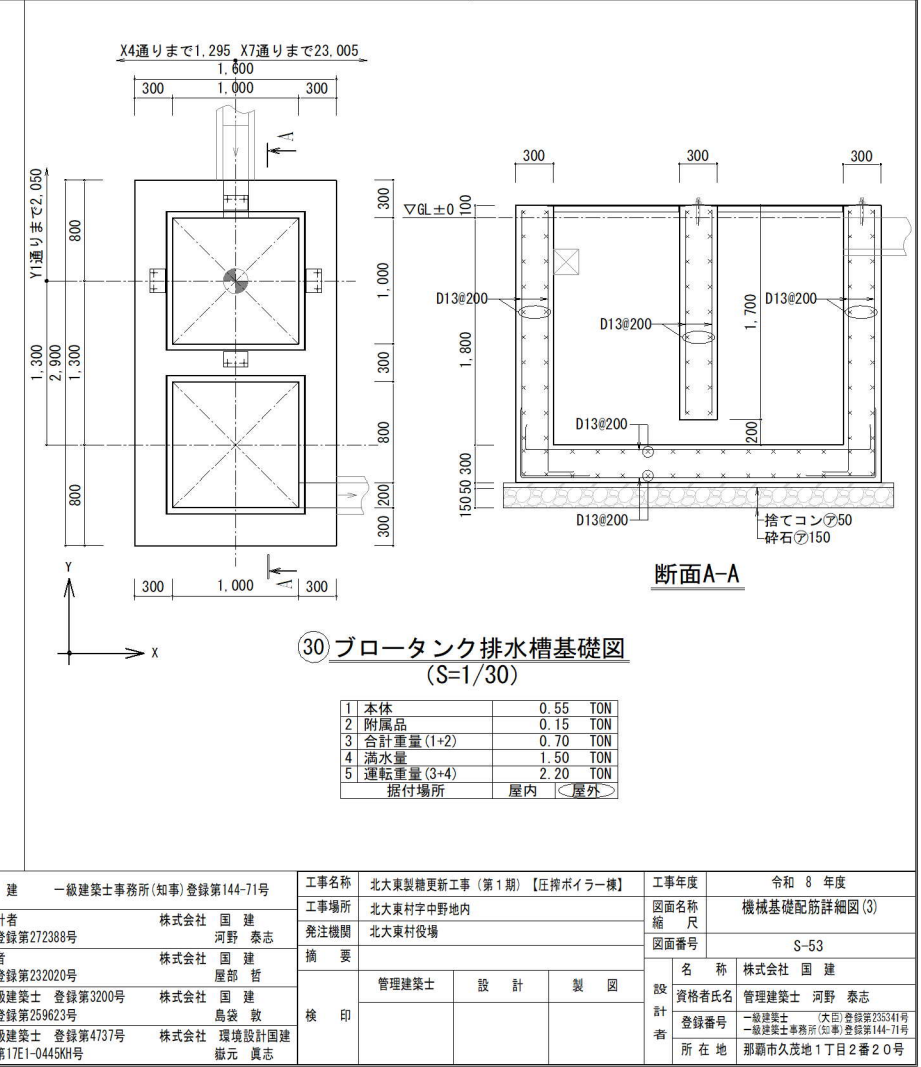 X4通りまで1,295 X7通りまで23,005
1,600
300 1,000 300
A
Y1通りまで2,050
800
1,300
2,900
1,300
800
300
1,000
300
800
200
300
A
300 1,000 300
Y
X
300 300 300
▽GL±0
100
1,800
300
50
150
D13@200
D13@200
D13@200
1,700
200
D13@200
D13@200
捨てコン㋐50
砕石㋐150
断面A-A
30 ブロータンク排水槽基礎図
(S=1/30)
1 本体 0.55 TON
2 附属品 0.15 TON
3 合計重量(1+2) 0.70 TON
4 満水量 1.50 TON
5 運転重量(3+4) 2.20 TON
据付場所 屋内 屋外
建 一級建築士事務所(知事)登録第144-71号
計者 株式会社 国 建
登録第272388号 河野 泰志
者 株式会社 国 建
登録第232020号 屋部 哲
級建築士 登録第3200号 株式会社 国 建
登録第259623号 島袋 敦
級建築士 登録第4737号 株式会社 環境設計国建
第17E1-0445KH号 嶽元 眞志
工事名称 北大東製糖更新工事(第1期)【圧搾ボイラー棟】
工事場所 北大東村字中野地内
発注機関 北大東村役場
摘 要
検 印
管理建築士 設 計 製 図
工事年度 令和 8 年度
図面名称 機械基礎配筋詳細図(3)
縮 尺
図面番号 S-53
設計者
名 称 株式会社 国 建
資格者氏名 管理建築士 河野 泰志
登録番号 一級建築士 (大臣)登録第235341号
一級建築士事務所(知事)登録第144-71号
所在地 那覇市久茂地1丁目2番20号